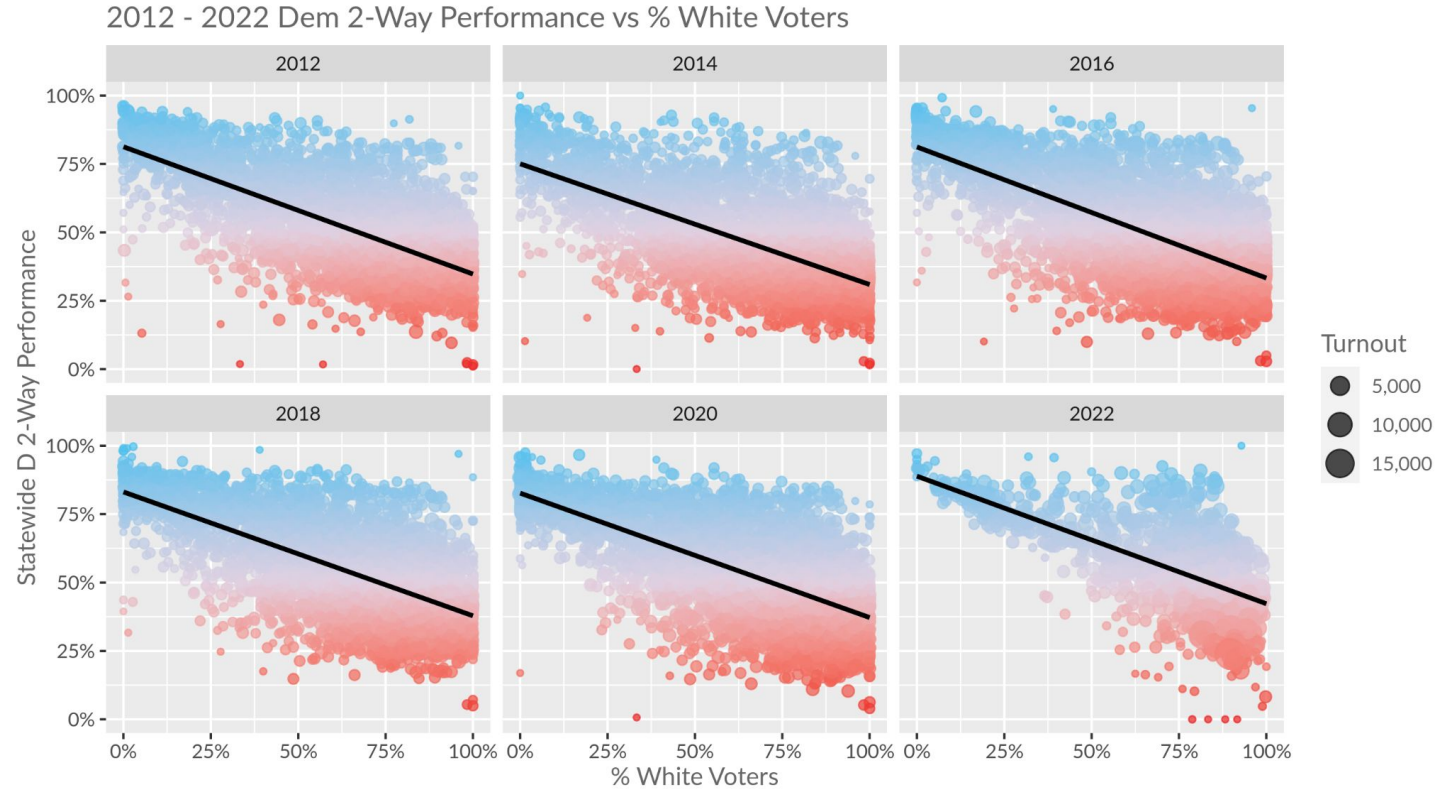 2012 - 2022 Dem 2-Way Performance vs % White Voters
2012
2014
2016
100%
75%
50%
25%
0%
2018
2020
2022
100%
75%
50%
25%
0%
0% 25% 50% 75% 100%
0% 25% 50% 75% 100%
0% 25% 50% 75% 100%
% White Voters
Statewide D 2-Way Performance
Turnout
5,000
10,000
15,000